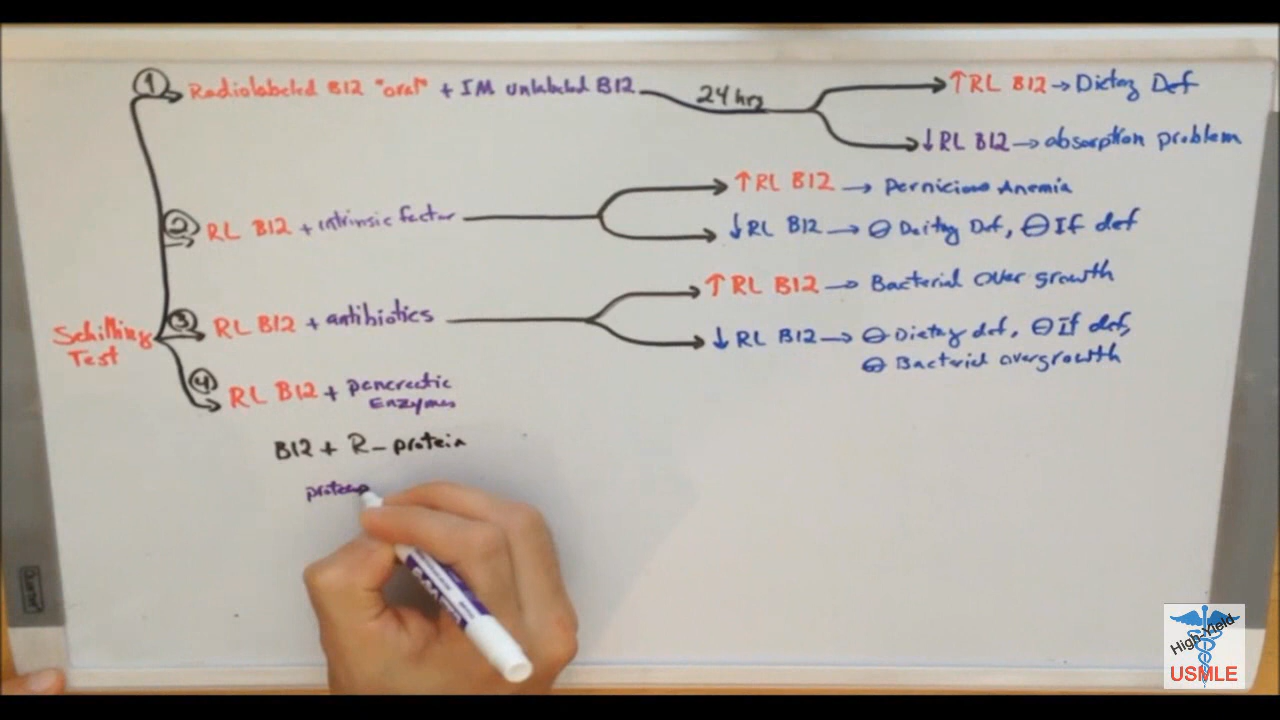 1 Radiolabeled B12 "oral" + IM unlabeled B12 24 hrs ↑RL B12 → Dietary Def
↓RL B12 → absorption problem
2 RL B12 + intrinsic factor ↑RL B12 → Pernicious Anemia
↓RL B12 → ⊖ Deitary Def, ⊖ If def
3 RL B12 + antibiotics ↑ RL B12 → Bacterial over growth
↓ RL B12 → ⊖ Dietary def, ⊖ If def,
⊖ Bacterial overgrowth
Schilling
Test
4 RL B12 + pancreatic
Enzymes
B12 + R-protein
High-Yield
USMLE